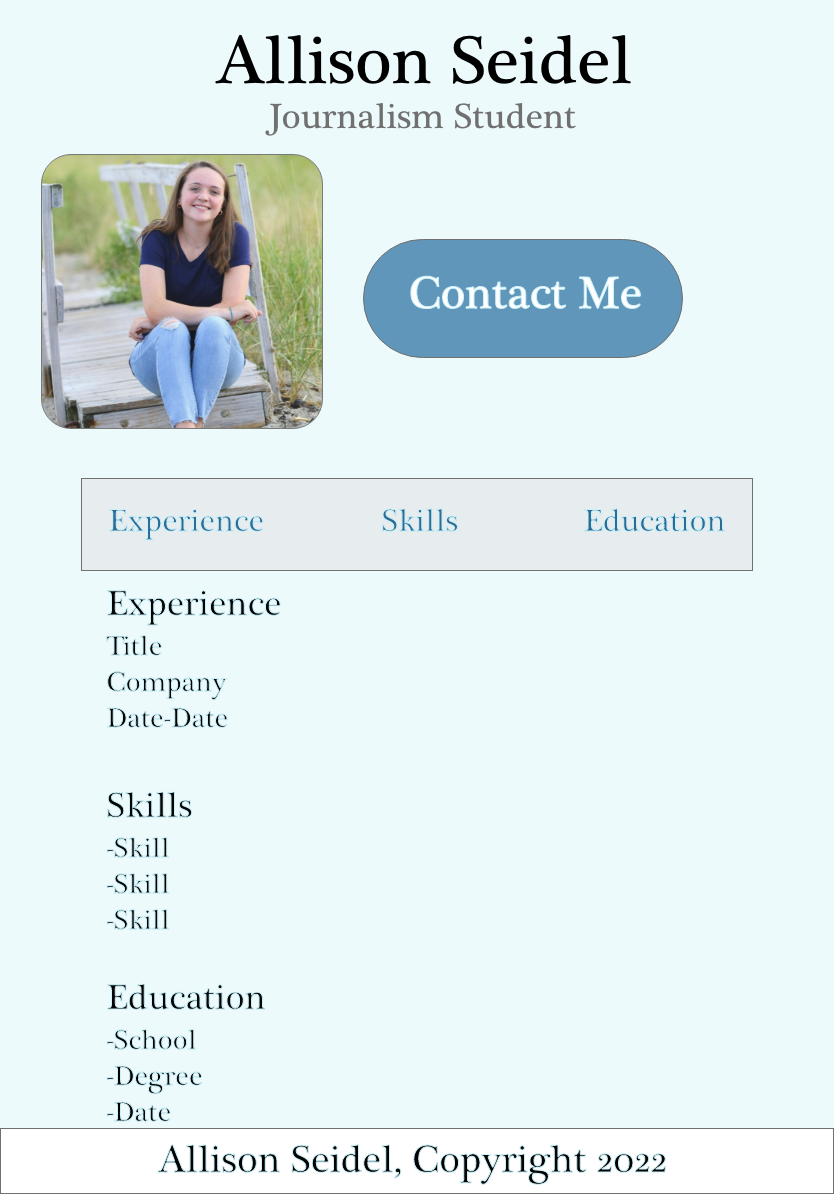 Allison Seidel
Journalism Student
Contact Me
Experience Skills Education
Experience
Title
Company
Date-Date
Skills
-Skill
-Skill
-Skill
Education
-School
-Degree
-Date
Allison Seidel, Copyright 2022